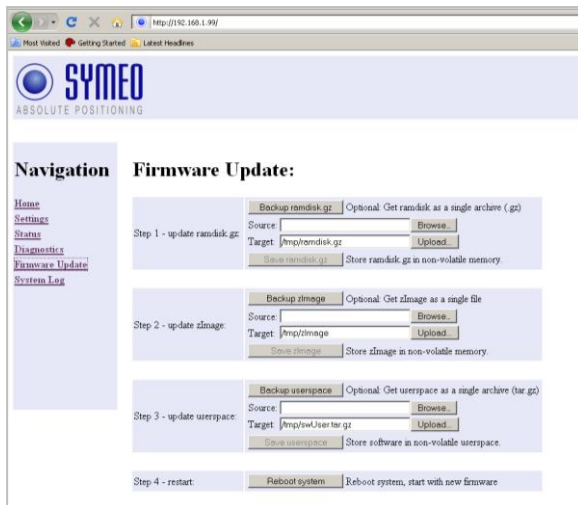 http://192.168.1.99/
Most Visited Getting Started Latest Headlines
SYMEO
ABSOLUTE POSITIONING
Navigation
Home
Settings
Status
Diagnostics
Firmware Update
System Log
Firmware Update:
Step 1 - update ramdisk.gz:
Backup ramdisk.gz Optional: Get ramdisk as a single archive (.gz)
Source: Browse..
Target: /tmp/ramdisk.gz Upload..
Save ramdisk.gz Store ramdisk.gz in non-volatile memory.
Step 2 - update zImage:
Backup zImage Optional: Get zImage as a single file
Source: Browse..
Target: /tmp/zImage Upload..
Save zImage Store zImage in non-volatile memory.
Step 3 - update userspace:
Backup userspace Optional: Get userspace as a single archive (tar.gz)
Source: Browse..
Target: /tmp/swUser.tar.gz Upload..
Save userspace Store software in non-volatile userspace.
Step 4 - restart:
Reboot system Reboot system, start with new firmware